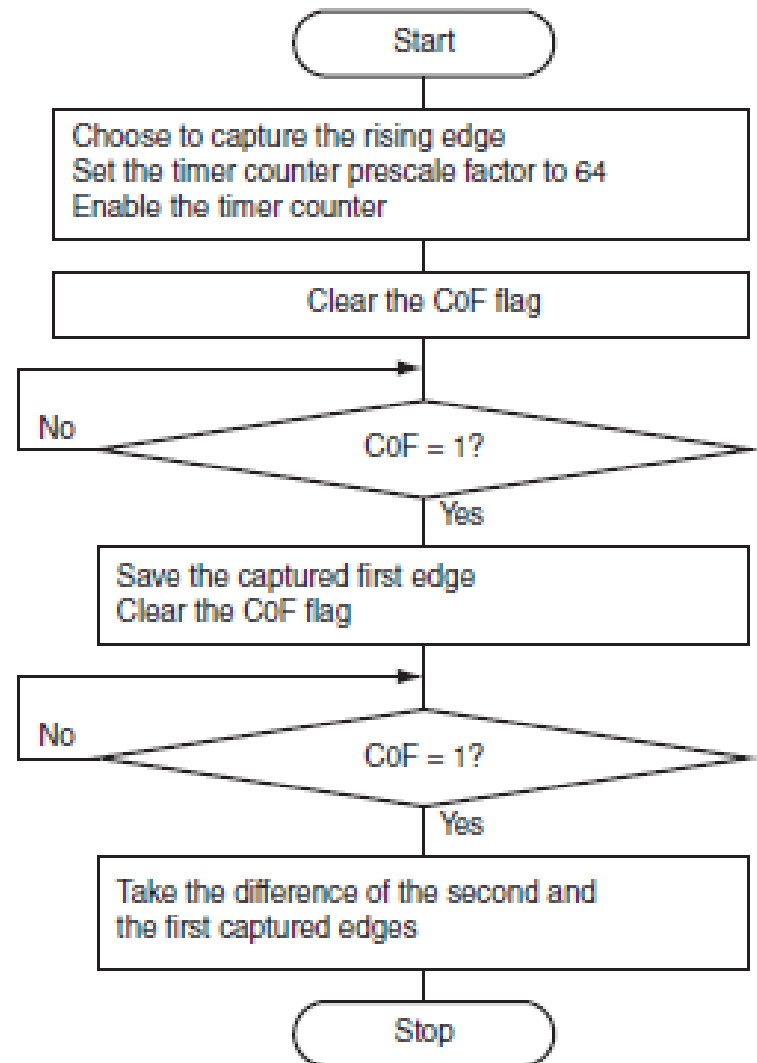 Start
Choose to capture the rising edge
Set the timer counter prescale factor to 64
Enable the timer counter
Clear the C0F flag
No
C0F = 1?
Yes
Save the captured first edge
Clear the C0F flag
No
C0F = 1?
Yes
Take the difference of the second and
the first captured edges
Stop